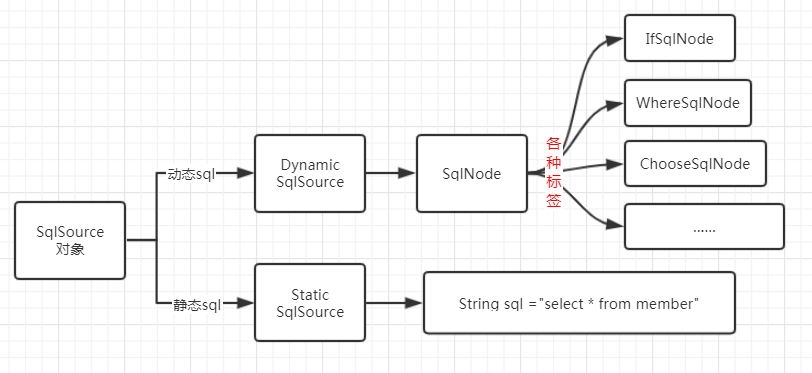 SqlSource
对象
动态sql
Dynamic
SqlSource
SqlNode
各
种
标
签
IfSqlNode
WhereSqlNode
ChooseSqlNode
......
静态sql
Static
SqlSource
String sql ="select * from member"